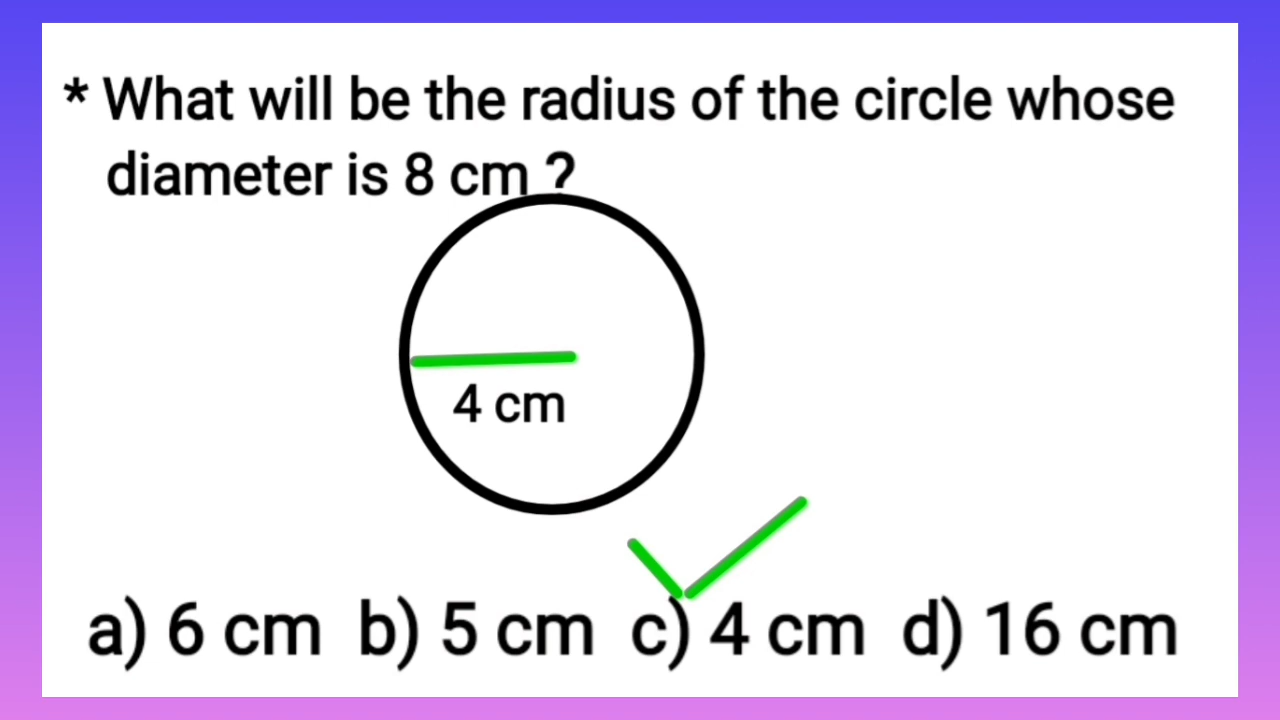 * What will be the radius of the circle whose
diameter is 8 cm ?
4 cm
a) 6 cm b) 5 cm c) 4 cm d) 16 cm